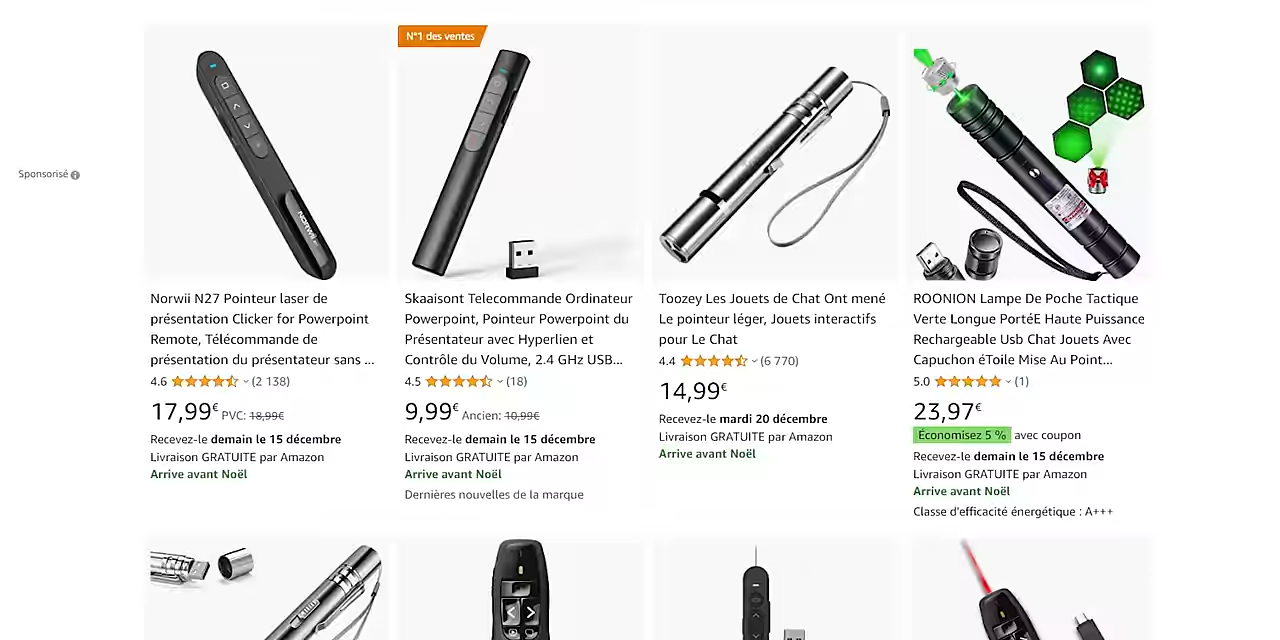 N°1 des ventes
Sponsorisé
NORWII
Norwii N27 Pointeur laser de
présentation Clicker for Powerpoint
Remote, Télécommande de
présentation du présentateur sans ...
4.6 (2 138)
17,99€ PVC: 18,99€
Recevez-le demain le 15 décembre
Livraison GRATUITE par Amazon
Arrive avant Noël
Skaaisont Telecommande Ordinateur
Powerpoint, Pointeur Powerpoint du
Présentateur avec Hyperlien et
Contrôle du Volume, 2.4 GHz USB...
4.5 (18)
9,99€ Ancien: 10,99€
Recevez-le demain le 15 décembre
Livraison GRATUITE par Amazon
Arrive avant Noël
Dernières nouvelles de la marque
Toozey Les Jouets de Chat Ont mené
Le pointeur léger, Jouets interactifs
pour Le Chat
4.4 (6 770)
14,99€
Recevez-le mardi 20 décembre
Livraison GRATUITE par Amazon
Arrive avant Noël
ROONION Lampe De Poche Tactique
Verte Longue PortéE Haute Puissance
Rechargeable Usb Chat Jouets Avec
Capuchon éToile Mise Au Point...
5.0 (1)
23,97€
Économisez 5 % avec coupon
Recevez-le demain le 15 décembre
Livraison GRATUITE par Amazon
Arrive avant Noël
Classe d'efficacité énergétique : A+++